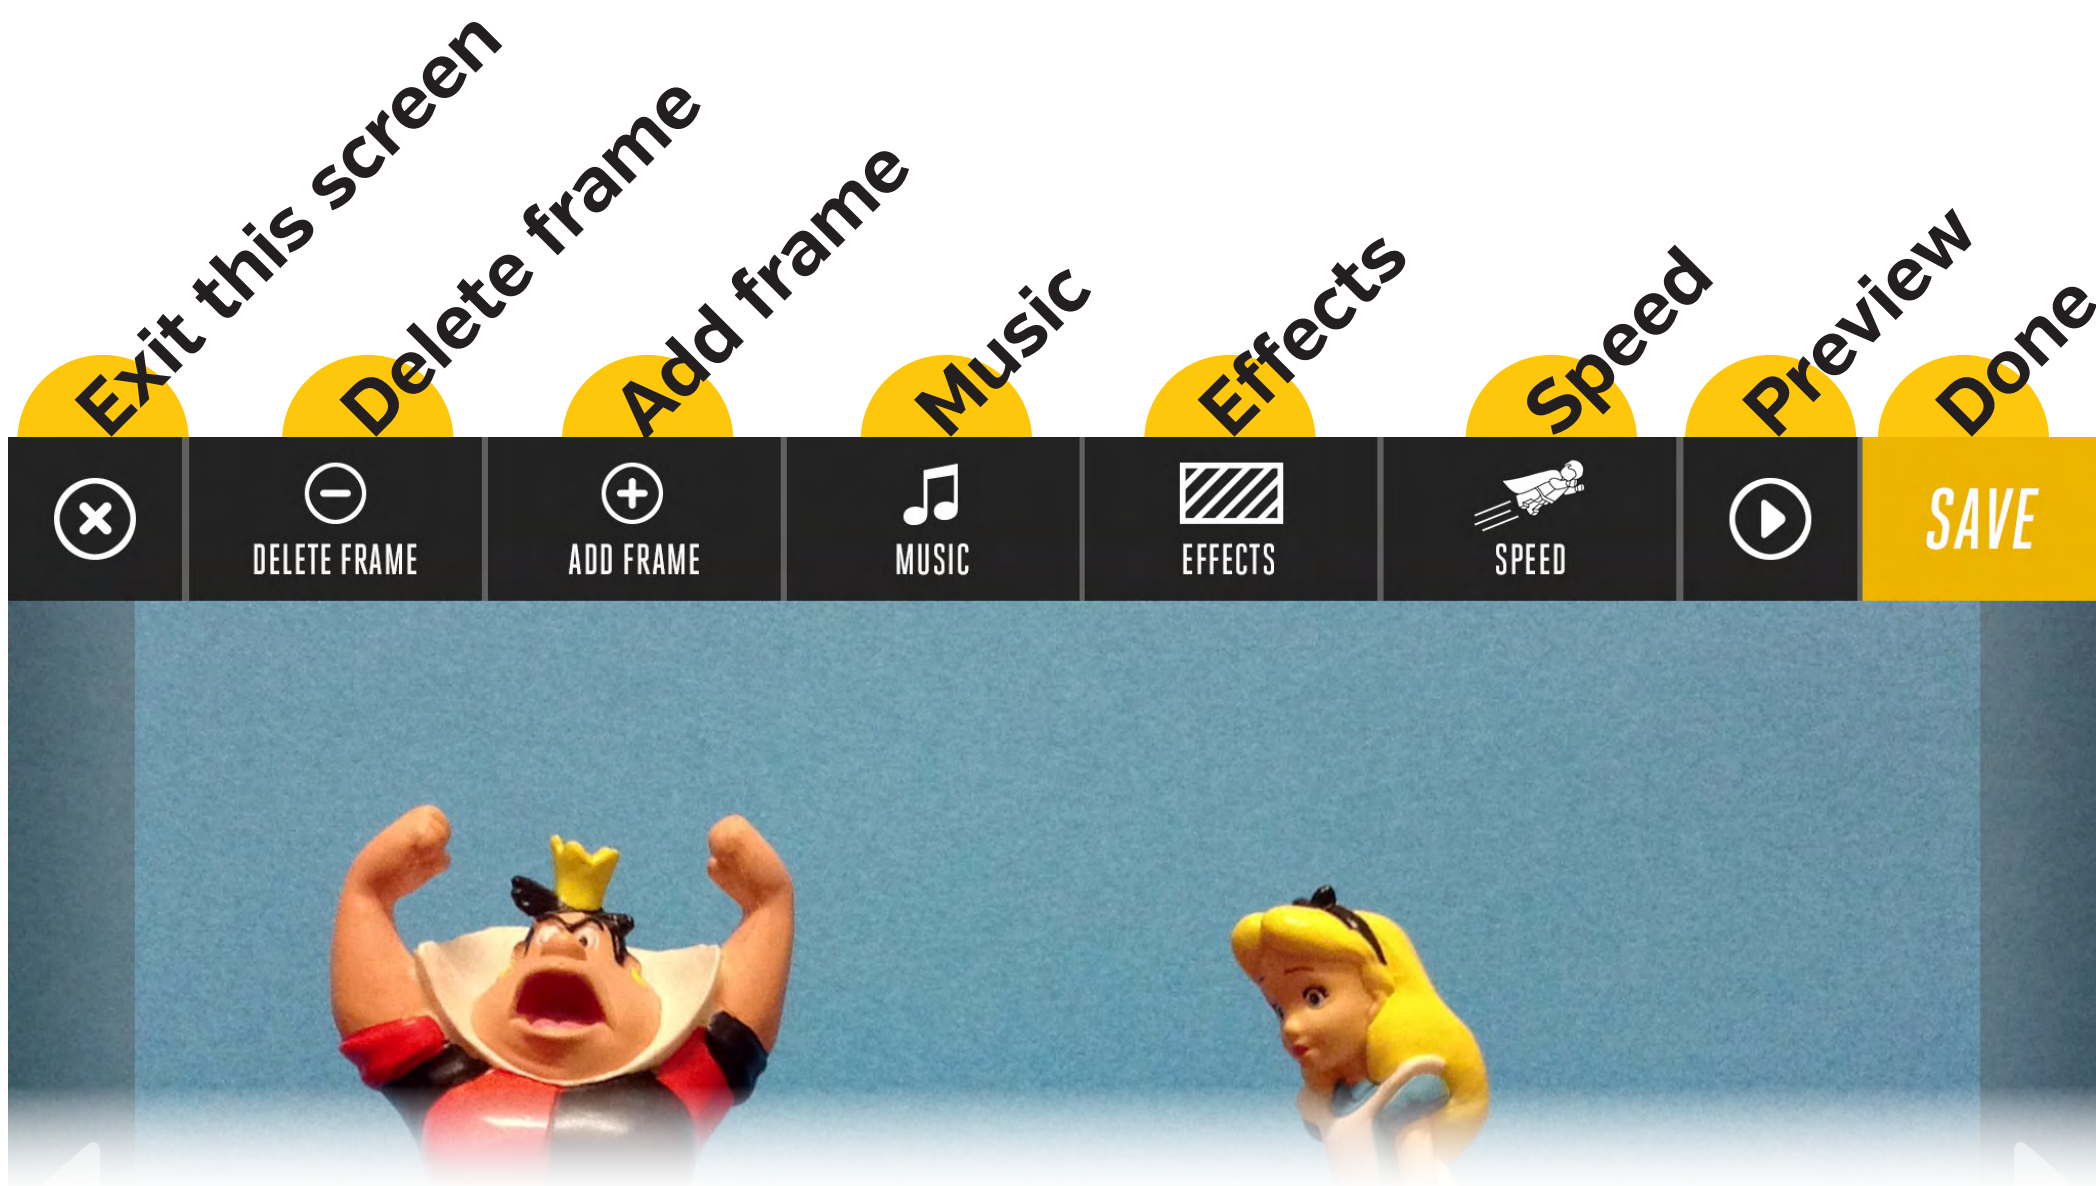 Exit this screen
Delete frame
Add frame
Music
Effects
Speed
Preview
Done
DELETE FRAME
ADD FRAME
MUSIC
EFFECTS
SPEED
SAVE